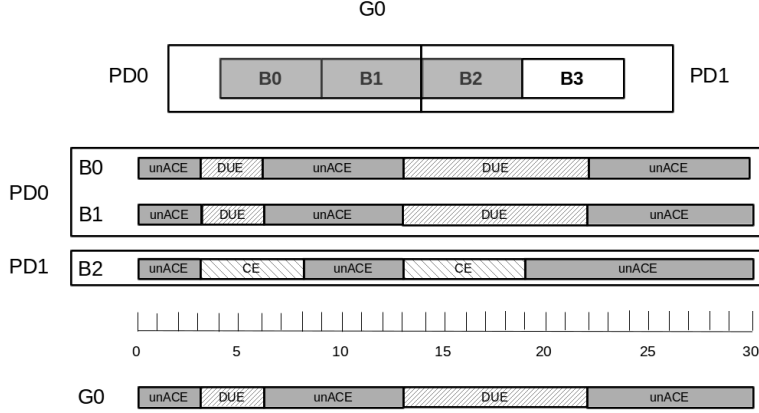 G0
PD0 B0 B1 B2 B3 PD1
B0 unACE DUE unACE DUE unACE
PD0
B1 unACE DUE unACE DUE unACE
PD1 B2 unACE CE unACE CE unACE
0 5 10 15 20 25 30
G0 unACE DUE unACE DUE unACE